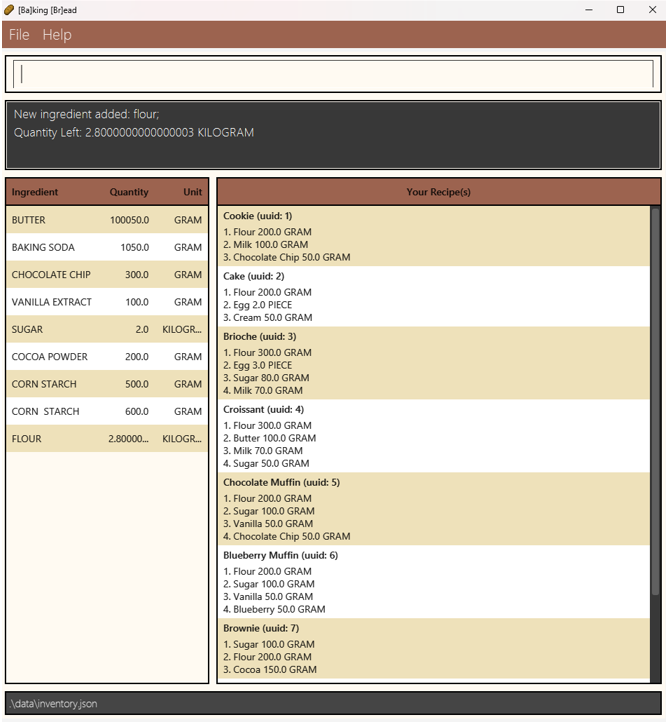 [Ba]king [Br]ead
File Help
New ingredient added: flour;
Quantity Left: 2.8000000000000003 KILOGRAM
Ingredient Quantity Unit
BUTTER 100050.0 GRAM
BAKING SODA 1050.0 GRAM
CHOCOLATE CHIP 300.0 GRAM
VANILLA EXTRACT 100.0 GRAM
SUGAR 2.0 KILOGR...
COCOA POWDER 200.0 GRAM
CORN STARCH 500.0 GRAM
CORN  STARCH 600.0 GRAM
FLOUR 2.80000... KILOGR...
Your Recipe(s)
Cookie (uuid: 1)
1. Flour 200.0 GRAM
2. Milk 100.0 GRAM
3. Chocolate Chip 50.0 GRAM
Cake (uuid: 2)
1. Flour 200.0 GRAM
2. Egg 2.0 PIECE
3. Cream 50.0 GRAM
Brioche (uuid: 3)
1. Flour 300.0 GRAM
2. Egg 3.0 PIECE
3. Sugar 80.0 GRAM
4. Milk 70.0 GRAM
Croissant (uuid: 4)
1. Flour 300.0 GRAM
2. Butter 100.0 GRAM
3. Milk 70.0 GRAM
4. Sugar 50.0 GRAM
Chocolate Muffin (uuid: 5)
1. Flour 200.0 GRAM
2. Sugar 100.0 GRAM
3. Vanilla 50.0 GRAM
4. Chocolate Chip 50.0 GRAM
Blueberry Muffin (uuid: 6)
1. Flour 200.0 GRAM
2. Sugar 100.0 GRAM
3. Vanilla 50.0 GRAM
4. Blueberry 50.0 GRAM
Brownie (uuid: 7)
1. Sugar 100.0 GRAM
2. Flour 200.0 GRAM
3. Cocoa 150.0 GRAM
.\data\inventory.json